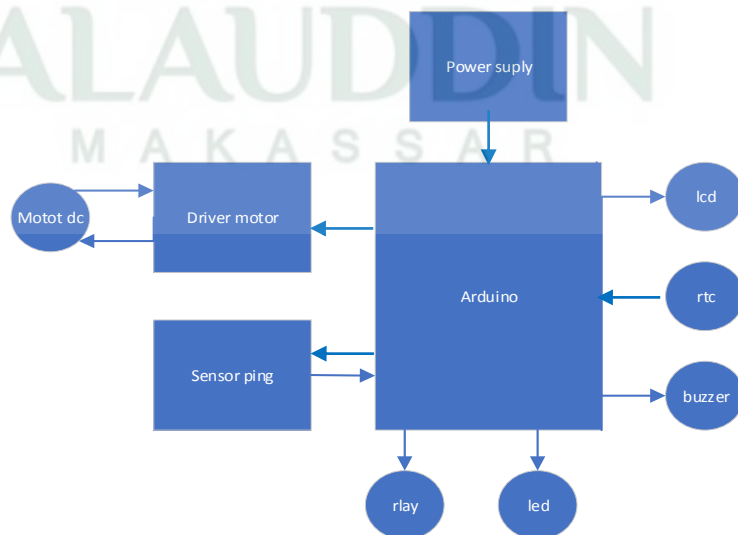 ALAUDDIN
MAKASSAR
Power suply
Motot dc
Driver motor
lcd
Arduino
rtc
Sensor ping
buzzer
rlay
led